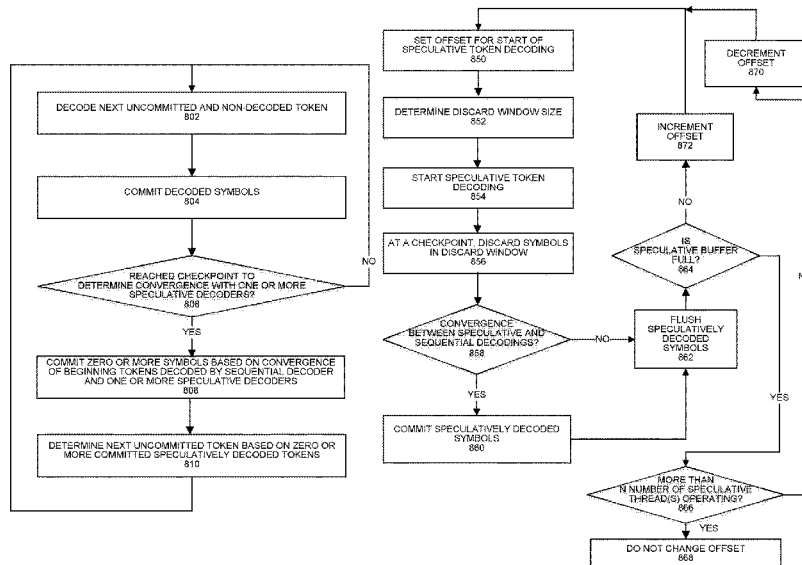 DECODE NEXT UNCOMMITTED AND NON-DECODED TOKEN
802
COMMIT DECODED SYMBOLS
804
REACHED CHECKPOINT TO
DETERMINE CONVERGENCE WITH ONE OR MORE
SPECULATIVE DECODERS?
806
NO
YES
COMMIT ZERO OR MORE SYMBOLS BASED ON CONVERGENCE
OF BEGINNING TOKENS DECODED BY SEQUENTIAL DECODER
AND ONE OR MORE SPECULATIVE DECODERS
808
DETERMINE NEXT UNCOMMITTED TOKEN BASED ON ZERO OR
MORE COMMITTED SPECULATIVELY DECODED TOKENS
810
SET OFFSET FOR START OF
SPECULATIVE TOKEN DECODING
850
DETERMINE DISCARD WINDOW SIZE
852
START SPECULATIVE TOKEN
DECODING
854
AT A CHECKPOINT, DISCARD SYMBOLS
IN DISCARD WINDOW
856
CONVERGENCE
BETWEEN SPECULATIVE AND
SEQUENTIAL DECODINGS?
858
NO
YES
COMMIT SPECULATIVELY DECODED
SYMBOLS
860
DECREMENT
OFFSET
870
INCREMENT
OFFSET
872
NO
IS
SPECULATIVE BUFFER
FULL?
864
FLUSH
SPECULATIVELY
DECODED
SYMBOLS
862
YES
MORE THAN
N NUMBER OF SPECULATIVE
THREAD(S) OPERATING?
866
YES
DO NOT CHANGE OFFSET
868